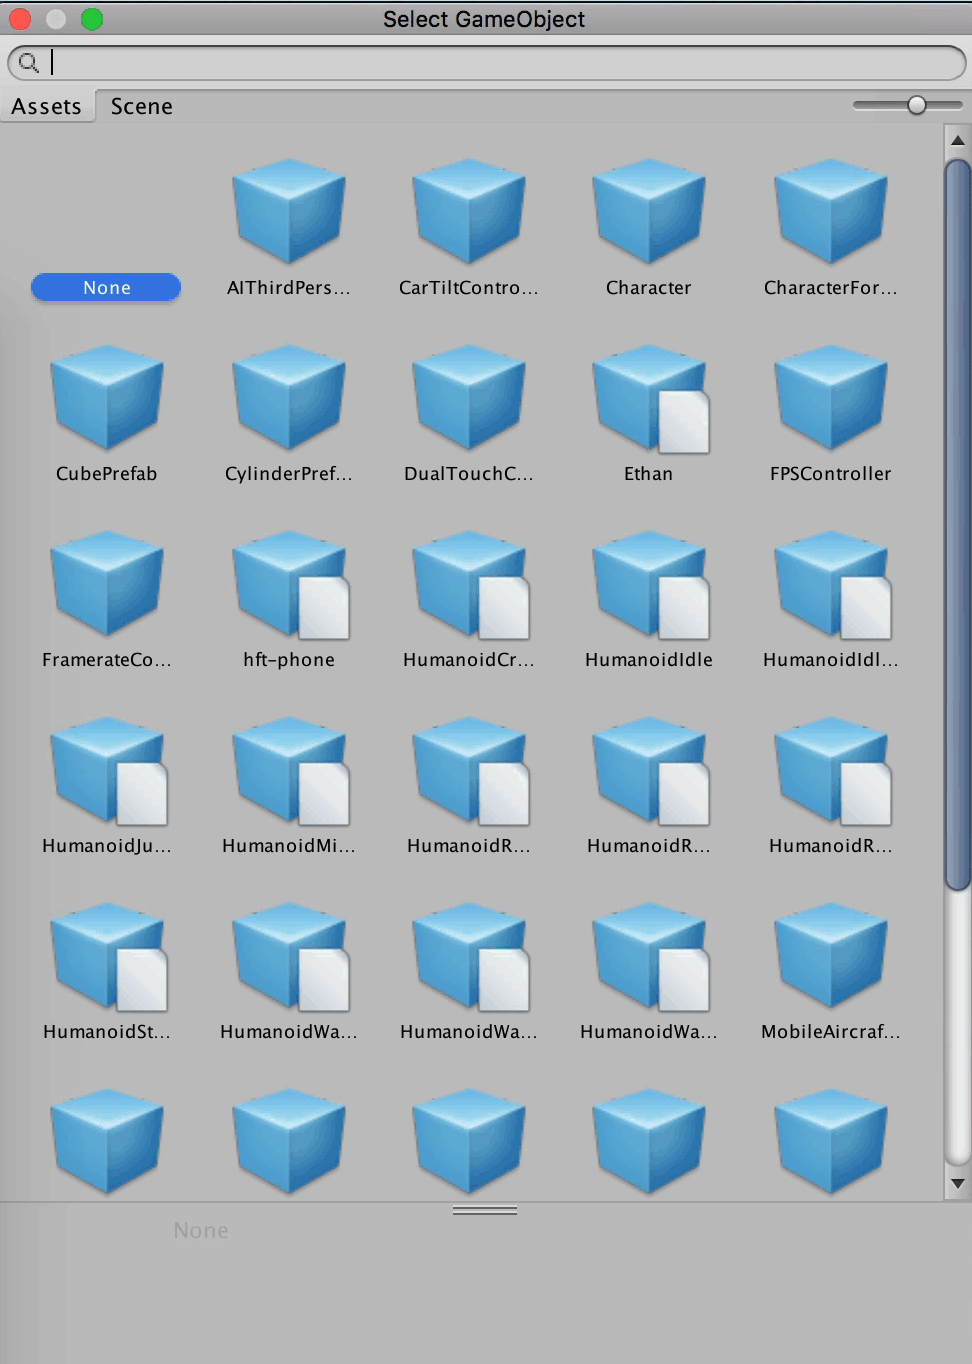 Select GameObject
Assets Scene
None AIThirdPers... CarTiltContro... Character CharacterFor...
CubePrefab CylinderPref... DualTouchC... Ethan FPSController
FramerateCo... hft-phone HumanoidCr... HumanoidIdle HumanoidIdl...
HumanoidJu... HumanoidMi... HumanoidR... HumanoidR... HumanoidR...
HumanoidSt... HumanoidWa... HumanoidWa... HumanoidWa... MobileAircraf...
None